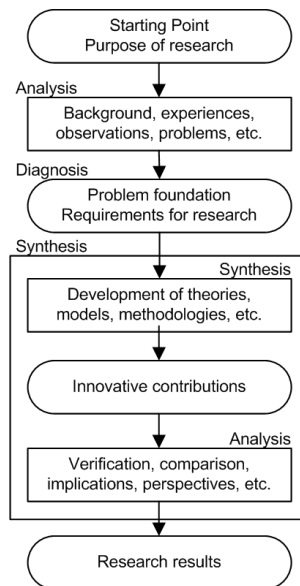 Starting Point
Purpose of research
Analysis
Background, experiences,
observations, problems, etc.
Diagnosis
Problem foundation
Requirements for research
Synthesis
Synthesis
Development of theories,
models, methodologies, etc.
Innovative contributions
Analysis
Verification, comparison,
implications, perspectives, etc.
Research results